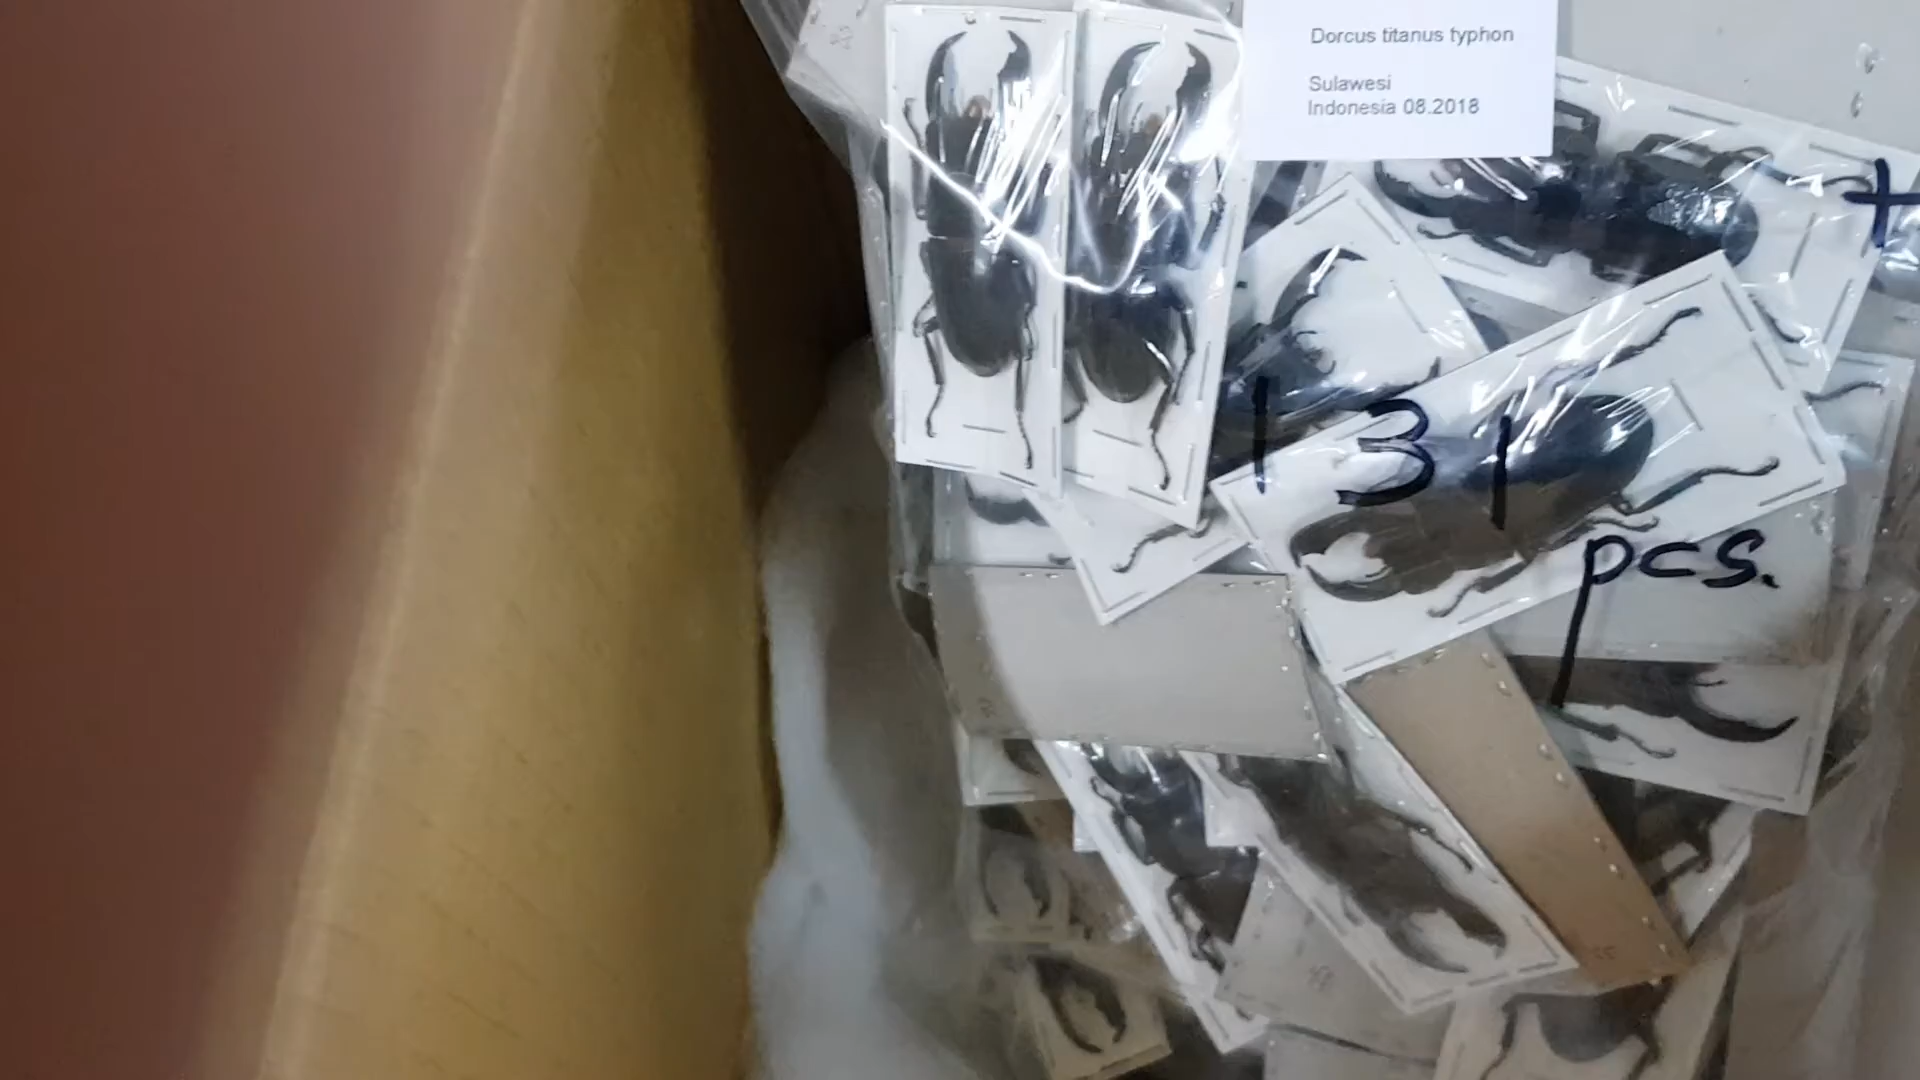 Dorcus titanus typhon
Sulawesi
Indonesia 08.2018
+
131
pcs.